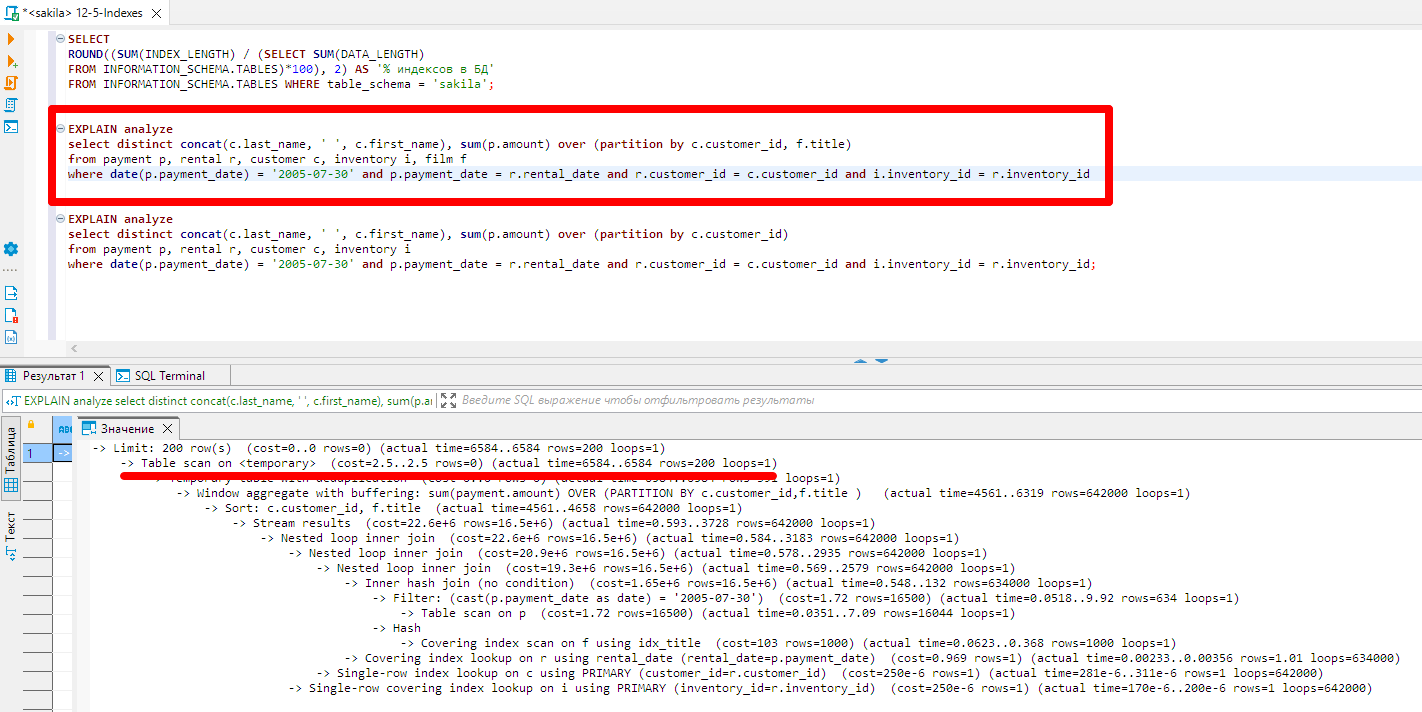 *<sakila> 12-5-Indexes
SELECT
ROUND((SUM(INDEX_LENGTH) / (SELECT SUM(DATA_LENGTH)
FROM INFORMATION_SCHEMA.TABLES)*100), 2) AS '% индексов в БД'
FROM INFORMATION_SCHEMA.TABLES WHERE table_schema = 'sakila';
EXPLAIN analyze
select distinct concat(c.last_name, ' ', c.first_name), sum(p.amount) over (partition by c.customer_id, f.title)
from payment p, rental r, customer c, inventory i, film f
where date(p.payment_date) = '2005-07-30' and p.payment_date = r.rental_date and r.customer_id = c.customer_id and i.inventory_id = r.inventory_id
EXPLAIN analyze
select distinct concat(c.last_name, ' ', c.first_name), sum(p.amount) over (partition by c.customer_id)
from payment p, rental r, customer c, inventory i
where date(p.payment_date) = '2005-07-30' and p.payment_date = r.rental_date and r.customer_id = c.customer_id and i.inventory_id = r.inventory_id;
Результат 1
SQL Terminal
EXPLAIN analyze select distinct concat(c.last_name, ' ', c.first_name), sum(p.a
Введите SQL выражение чтобы отфильтровать результаты
Таблица
Текст
1
Значение
-> Limit: 200 row(s)  (cost=0..0 rows=0) (actual time=6584..6584 rows=200 loops=1)
-> Table scan on <temporary>  (cost=2.5..2.5 rows=0) (actual time=6584..6584 rows=200 loops=1)
loops=1)
-> Window aggregate with buffering: sum(payment.amount) OVER (PARTITION BY c.customer_id,f.title )   (actual time=4561..6319 rows=642000 loops=1)
-> Sort: c.customer_id, f.title  (actual time=4561..4658 rows=642000 loops=1)
-> Stream results  (cost=22.6e+6 rows=16.5e+6) (actual time=0.593..3728 rows=642000 loops=1)
-> Nested loop inner join  (cost=22.6e+6 rows=16.5e+6) (actual time=0.584..3183 rows=642000 loops=1)
-> Nested loop inner join  (cost=20.9e+6 rows=16.5e+6) (actual time=0.578..2935 rows=642000 loops=1)
-> Nested loop inner join  (cost=19.3e+6 rows=16.5e+6) (actual time=0.569..2579 rows=642000 loops=1)
-> Inner hash join (no condition)  (cost=1.65e+6 rows=16.5e+6) (actual time=0.548..132 rows=634000 loops=1)
-> Filter: (cast(p.payment_date as date) = '2005-07-30')  (cost=1.72 rows=16500) (actual time=0.0518..9.92 rows=634 loops=1)
-> Table scan on p  (cost=1.72 rows=16500) (actual time=0.0351..7.09 rows=16044 loops=1)
-> Hash
-> Covering index scan on f using idx_title  (cost=103 rows=1000) (actual time=0.0623..0.368 rows=1000 loops=1)
-> Covering index lookup on r using rental_date (rental_date=p.payment_date)  (cost=0.969 rows=1) (actual time=0.00233..0.00356 rows=1.01 loops=634000)
-> Single-row index lookup on c using PRIMARY (customer_id=r.customer_id)  (cost=250e-6 rows=1) (actual time=281e-6..311e-6 rows=1 loops=642000)
-> Single-row covering index lookup on i using PRIMARY (inventory_id=r.inventory_id)  (cost=250e-6 rows=1) (actual time=170e-6..200e-6 rows=1 loops=642000)